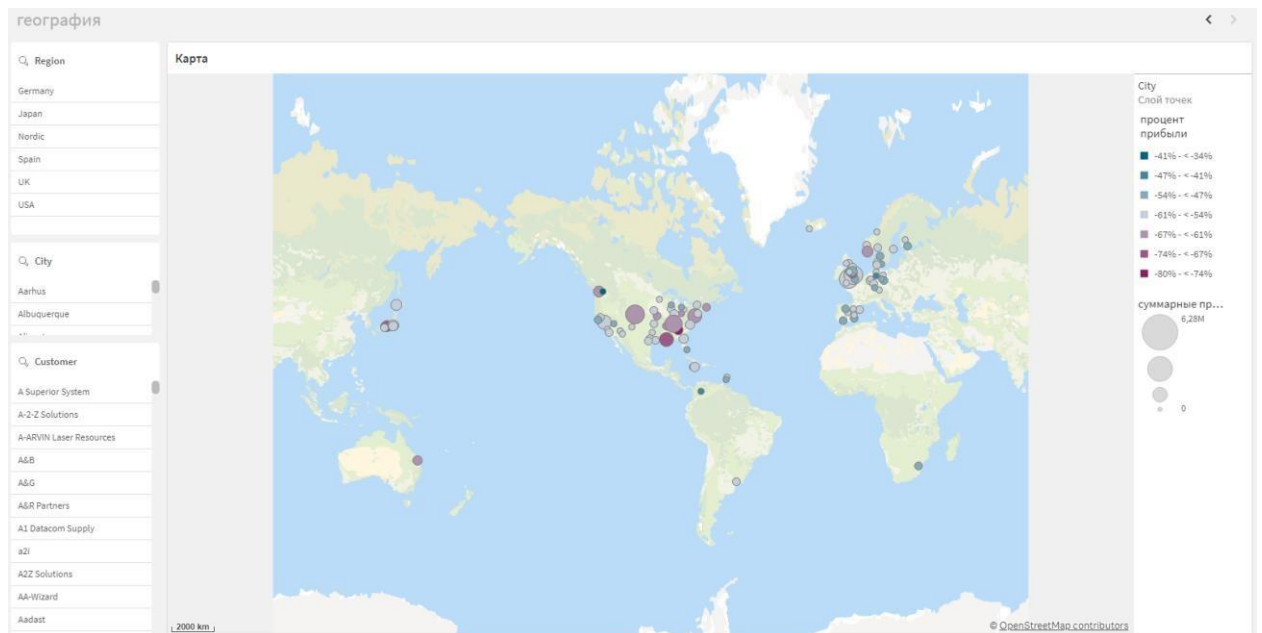 география
Region
Germany
Japan
Nordic
Spain
UK
USA
City
Aarhus
Albuquerque
Customer
A Superior System
A-2-Z Solutions
A-ARVIN Laser Resources
A&B
A&G
A&R Partners
A1 Datacom Supply
a2i
A2Z Solutions
AA-Wizard
Aadast
Карта
2000 km
© OpenStreetMap contributors
City
Слой точек
процент
прибыли
-41% - < -34%
-47% - < -41%
-54% - < -47%
-61% - < -54%
-67% - < -61%
-74% - < -67%
-80% - < -74%
суммарные пр...
6,28M
0